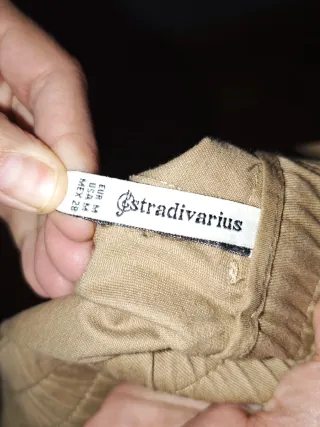 stradivarius
EUR M
USA M
MEX 28